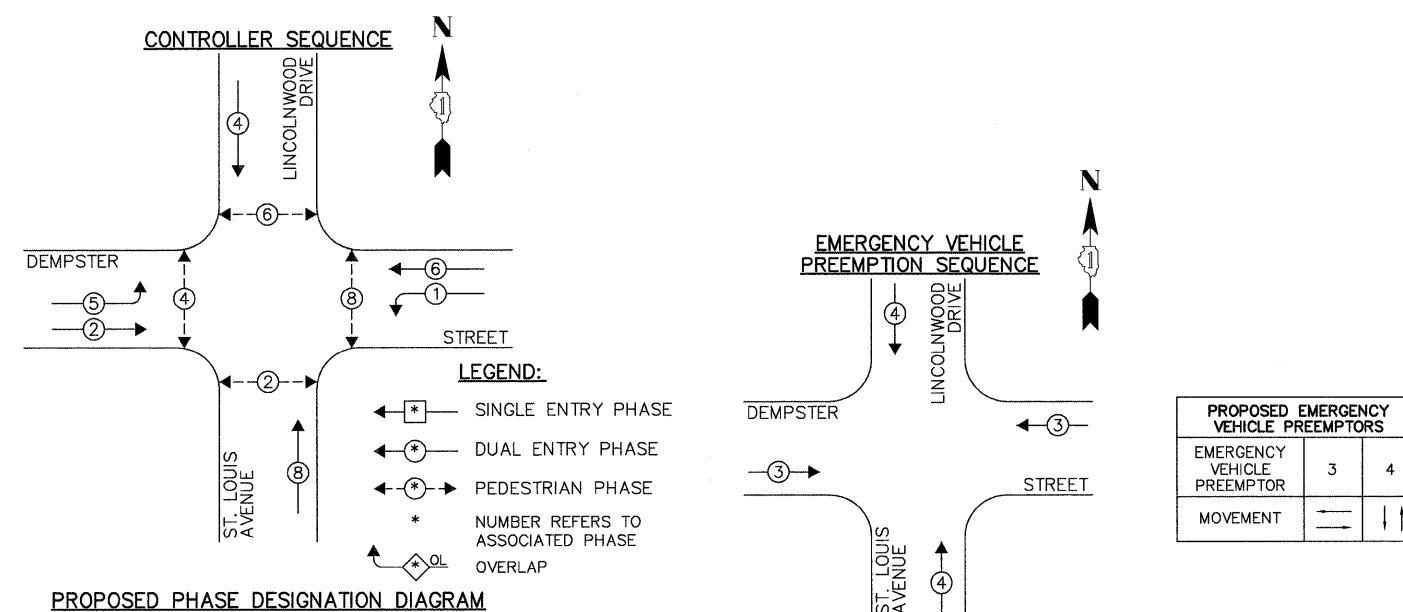 CONTROLLER SEQUENCE
N
1
LINCOLNWOOD
DRIVE
4
6
DEMPSTER
4
8
6
1
5
2
STREET
2
8
ST. LOUIS
AVENUE
LEGEND:
* SINGLE ENTRY PHASE
* DUAL ENTRY PHASE
* PEDESTRIAN PHASE
* NUMBER REFERS TO
ASSOCIATED PHASE
* OL OVERLAP
PROPOSED PHASE DESIGNATION DIAGRAM
N
1
EMERGENCY VEHICLE
PREEMPTION SEQUENCE
4
LINCOLNWOOD
DRIVE
DEMPSTER
3
3
STREET
ST. LOUIS
AVENUE
4
PROPOSED EMERGENCY
VEHICLE PREEMPTORS
EMERGENCY
VEHICLE
PREEMPTOR
3
4
MOVEMENT